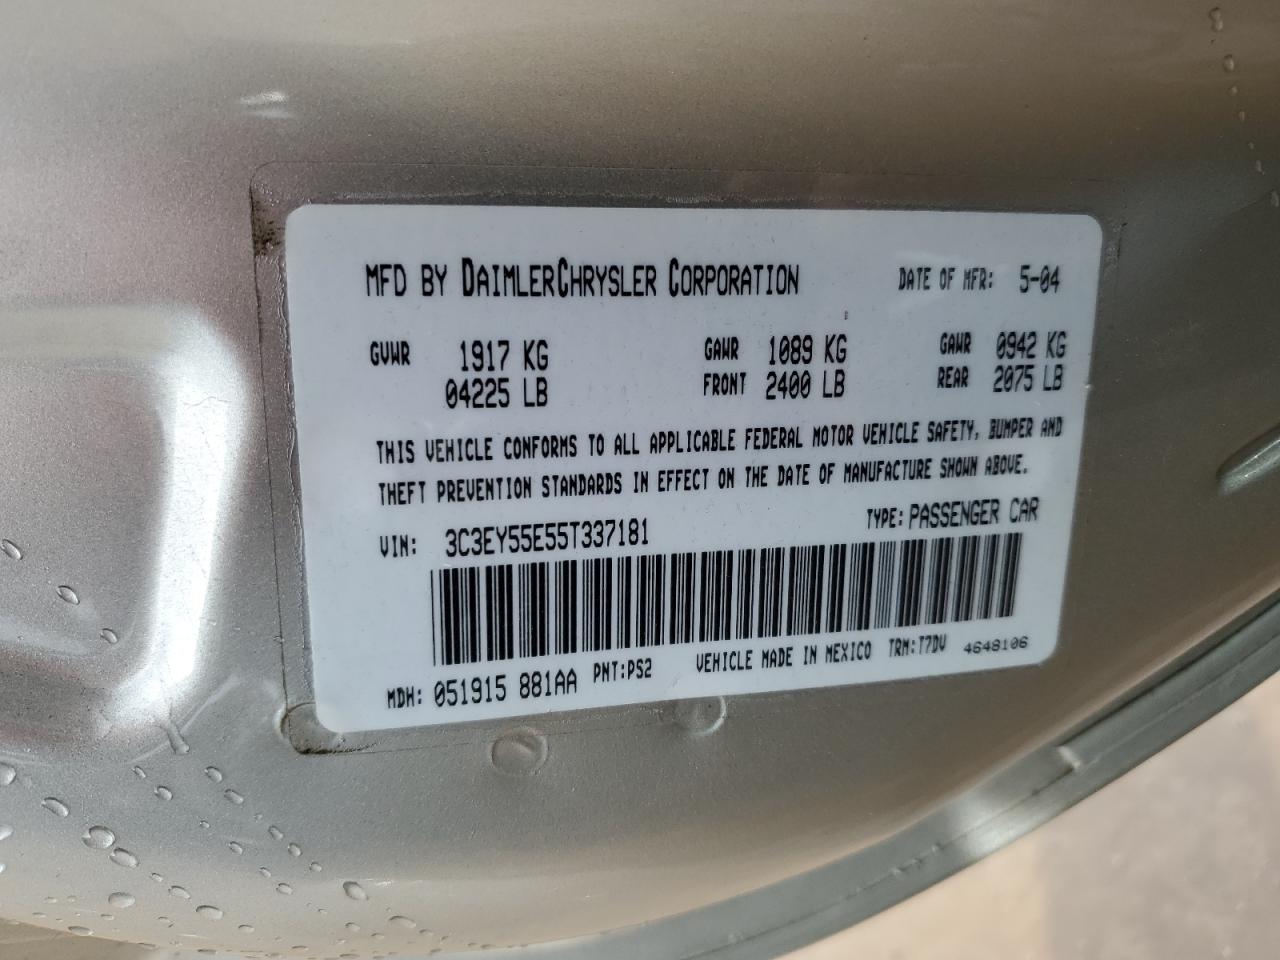 MFD BY DAIMLERCHRYSLER CORPORATION DATE OF MFR: 5-04
GVWR 1917 KG GAWR 1089 KG GAWR 0942 KG
04225 LB FRONT 2400 LB REAR 2075 LB
THIS VEHICLE CONFORMS TO ALL APPLICABLE FEDERAL MOTOR VEHICLE SAFETY, BUMPER AND
THEFT PREVENTION STANDARDS IN EFFECT ON THE DATE OF MANUFACTURE SHOWN ABOVE.
VIN: 3C3EY55E55T337181 TYPE: PASSENGER CAR
MDH: 051915 881AA PNT:PS2 VEHICLE MADE IN MEXICO TRM:T7DV 4648106